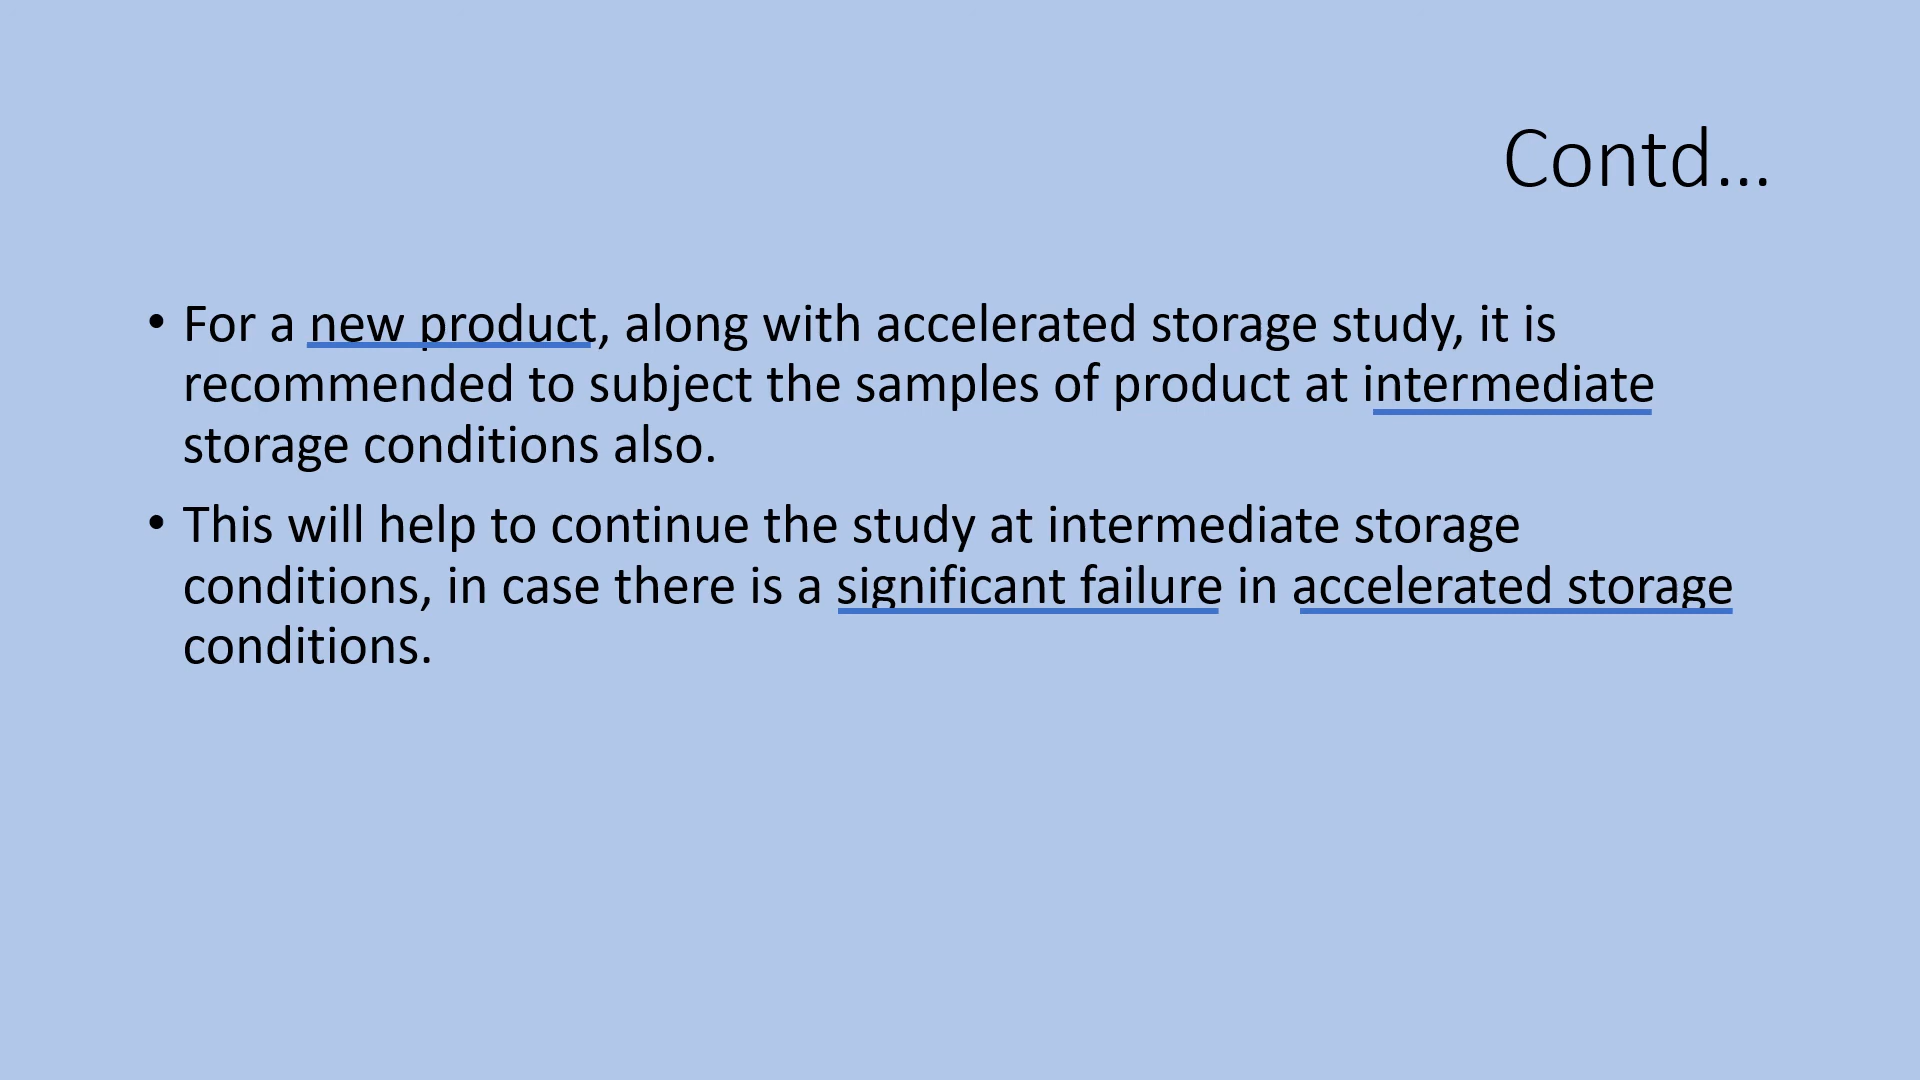 Contd...
• For a new product, along with accelerated storage study, it is
recommended to subject the samples of product at intermediate
storage conditions also.
• This will help to continue the study at intermediate storage
conditions, in case there is a significant failure in accelerated storage
conditions.